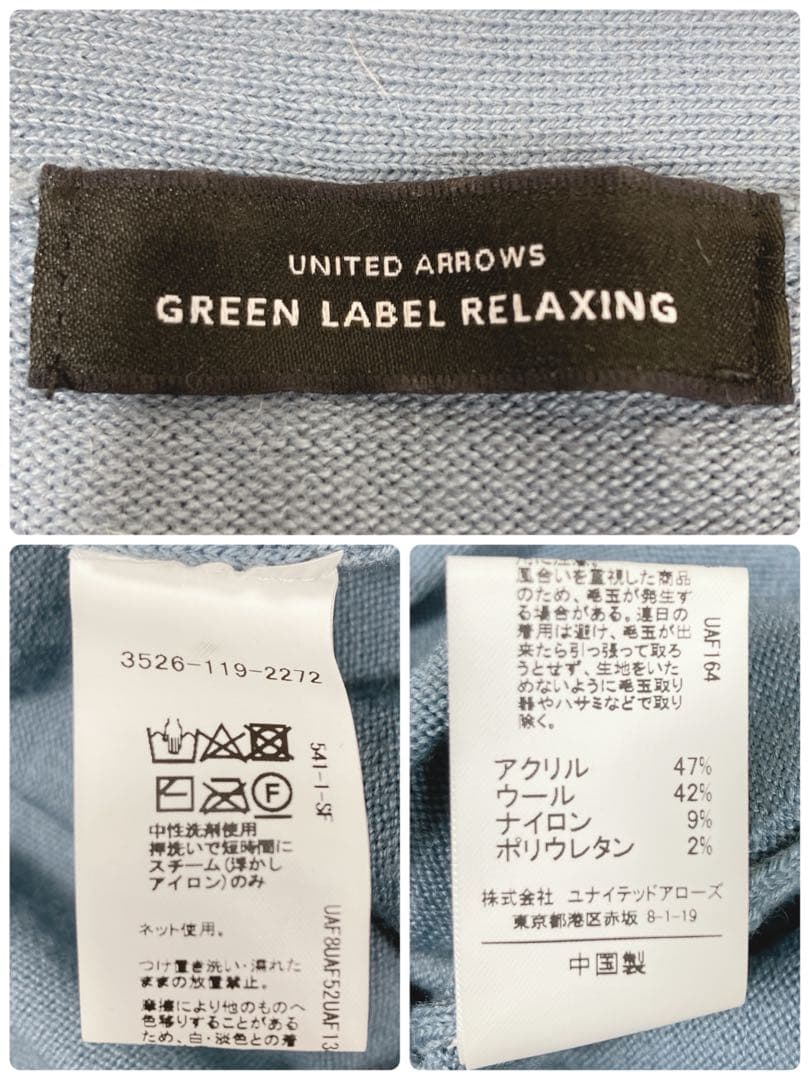 UNITED ARROWS
GREEN LABEL RELAXING
3526-119-2272
541-1-SF
F
中性洗剤使用
押洗いで短時間に
スチーム(浮かし
アイロン)のみ
ネット使用。
つけ置き洗い・濡れた
ままの放置禁止。
摩擦により他のものへ
色移りすることがある
ため、白・淡色との着
UAF8UAF52UAF13
風合いを重視した商品
のため、毛玉が発生す
る場合がある。連日の
着用は避け、毛玉が出
来たら引っ張って取ろ
うとせず、生地をいた
めないように毛玉取り
器やハサミなどで取り
除く。
UAF164
アクリル 47%
ウール 42%
ナイロン 9%
ポリウレタン 2%
株式会社 ユナイテッドアローズ
東京都港区赤坂 8-1-19
中国製